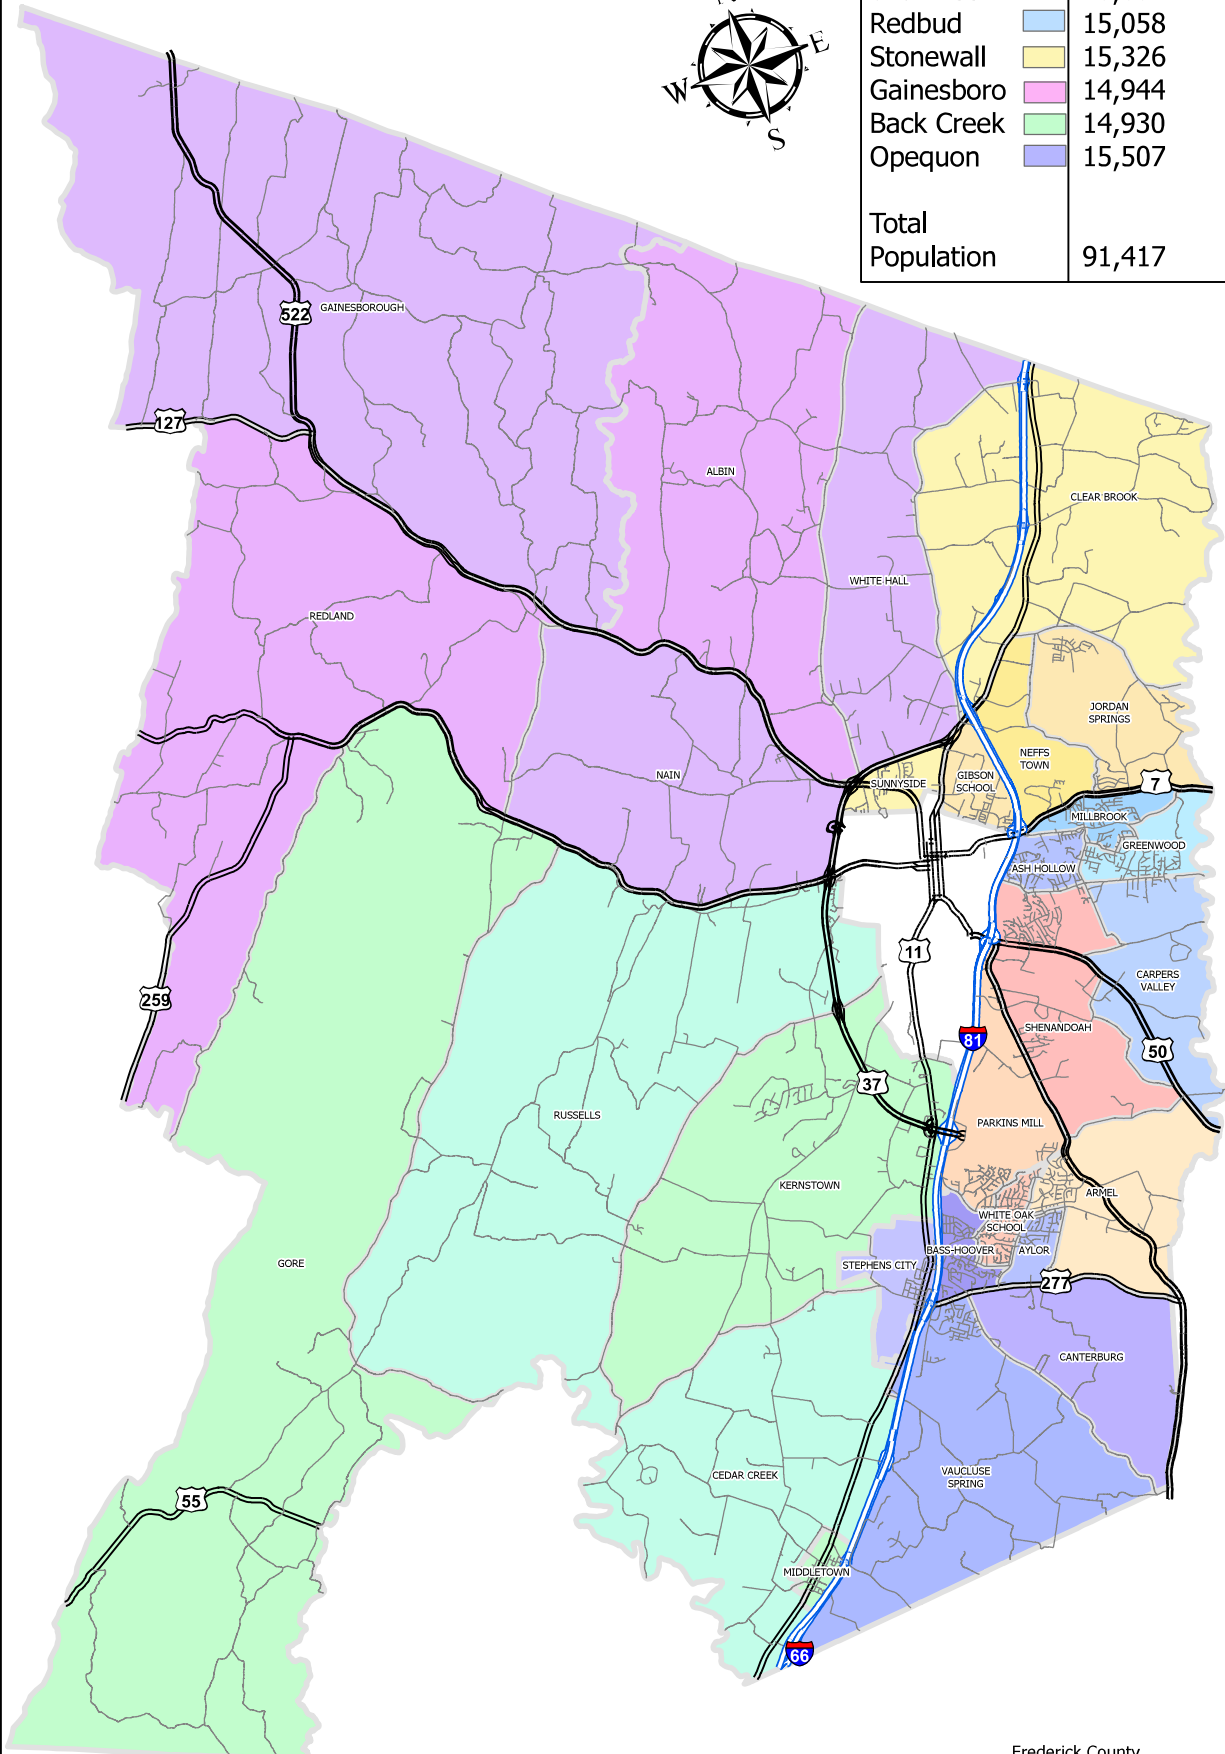 E
W
S
Redbud 15,058
Stonewall 15,326
Gainesboro 14,944
Back Creek 14,930
Opequon 15,507
Total
Population 91,417
522
GAINESBOROUGH
127
ALBIN
CLEAR BROOK
WHITE HALL
REDLAND
JORDAN
SPRINGS
NEFFS
TOWN
NAIN
SUNNYSIDE
GIBSON
SCHOOL
7
MILLBROOK
GREENWOOD
ASH HOLLOW
11
CARPERS
VALLEY
259
SHENANDOAH
81
50
37
RUSSELLS
PARKINS MILL
KERNSTOWN
ARMEL
WHITE OAK
SCHOOL
BASS-HOOVER
AYLOR
GORE
STEPHENS CITY
277
CANTERBURG
CEDAR CREEK
VAUCLUSE
SPRING
55
MIDDLETOWN
66
Frederick County